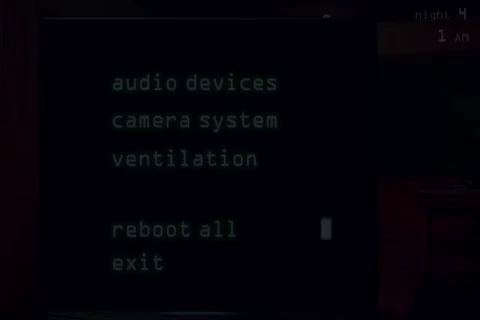 night 4
1 AM
audio devices
camera system
ventilation
reboot all
exit